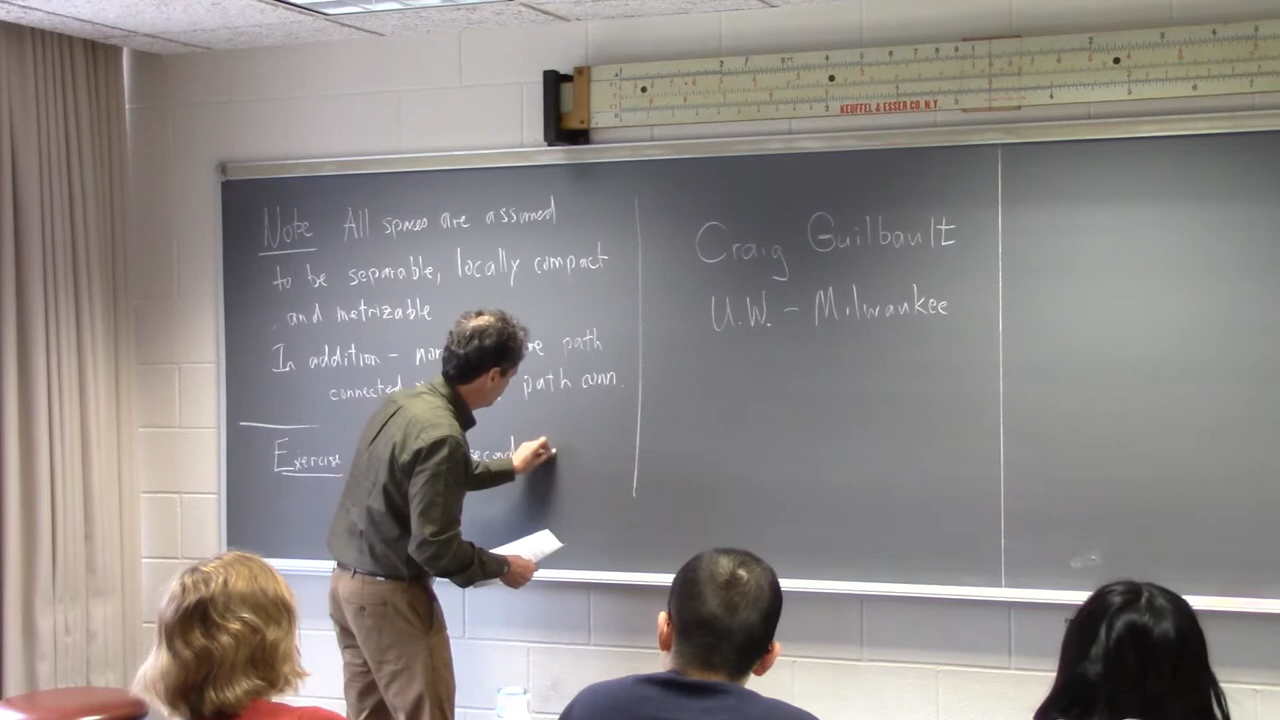 Note All spaces are assumed
to be separable, locally compact
and metrizable
In addition - path
connected path conn.
Exercise second
Craig Guilbault
U.W. - Milwaukee
KEUFFEL & ESSER CO. N.Y.